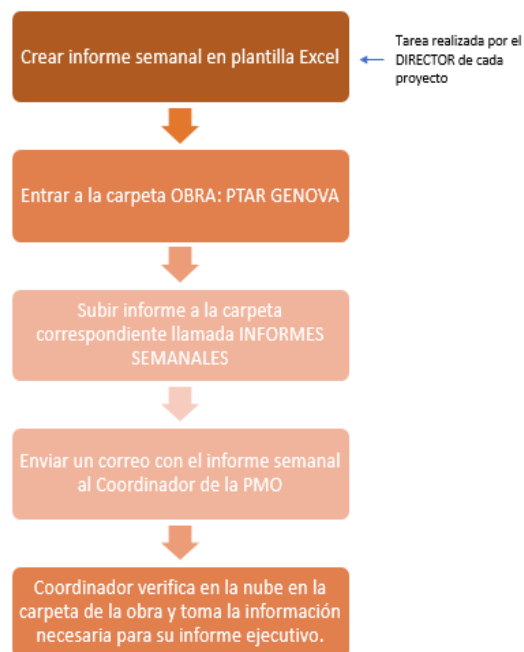 Crear informe semanal en plantilla Excel
Tarea realizada por el
DIRECTOR de cada
proyecto
Entrar a la carpeta OBRA: PTAR GENOVA
Subir informe a la carpeta
correspondiente llamada INFORMES
SEMANALES
Enviar un correo con el informe semanal
al Coordinador de la PMO
Coordinador verifica en la nube en la
carpeta de la obra y toma la información
necesaria para su informe ejecutivo.